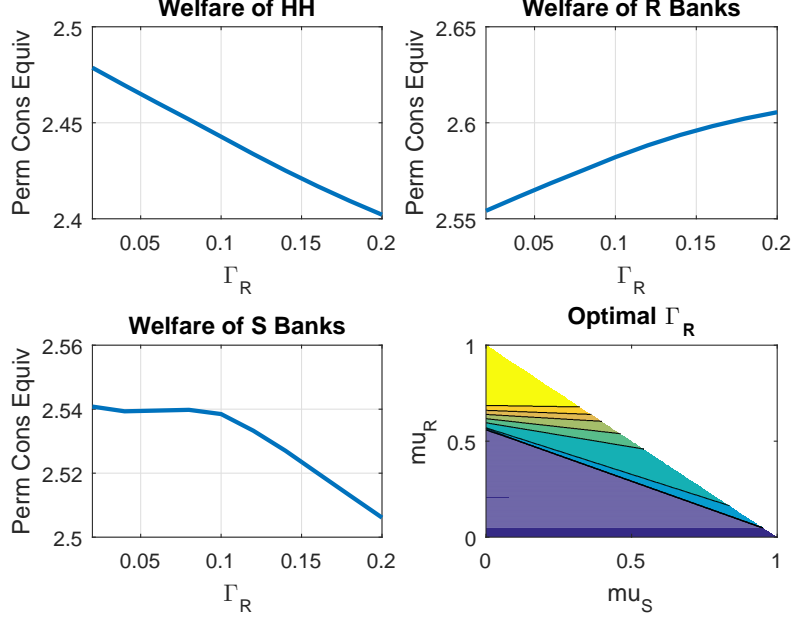 Welfare of HH
Perm Cons Equiv
2.5
2.45
2.4
0.05
0.1
0.15
0.2
Γ_R
Welfare of R Banks
Perm Cons Equiv
2.65
2.6
2.55
0.05
0.1
0.15
0.2
Γ_R
Welfare of S Banks
Perm Cons Equiv
2.56
2.54
2.52
2.5
0.05
0.1
0.15
0.2
Γ_R
Optimal Γ_R
mu_R
1
0.5
0
0
0.5
1
mu_S